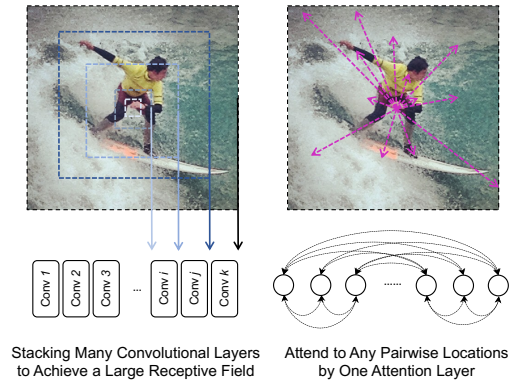 Conv 1
Conv 2
Conv 3
...
Conv i
Conv j
Conv k
......
Stacking Many Convolutional Layers
to Achieve a Large Receptive Field
Attend to Any Pairwise Locations
by One Attention Layer